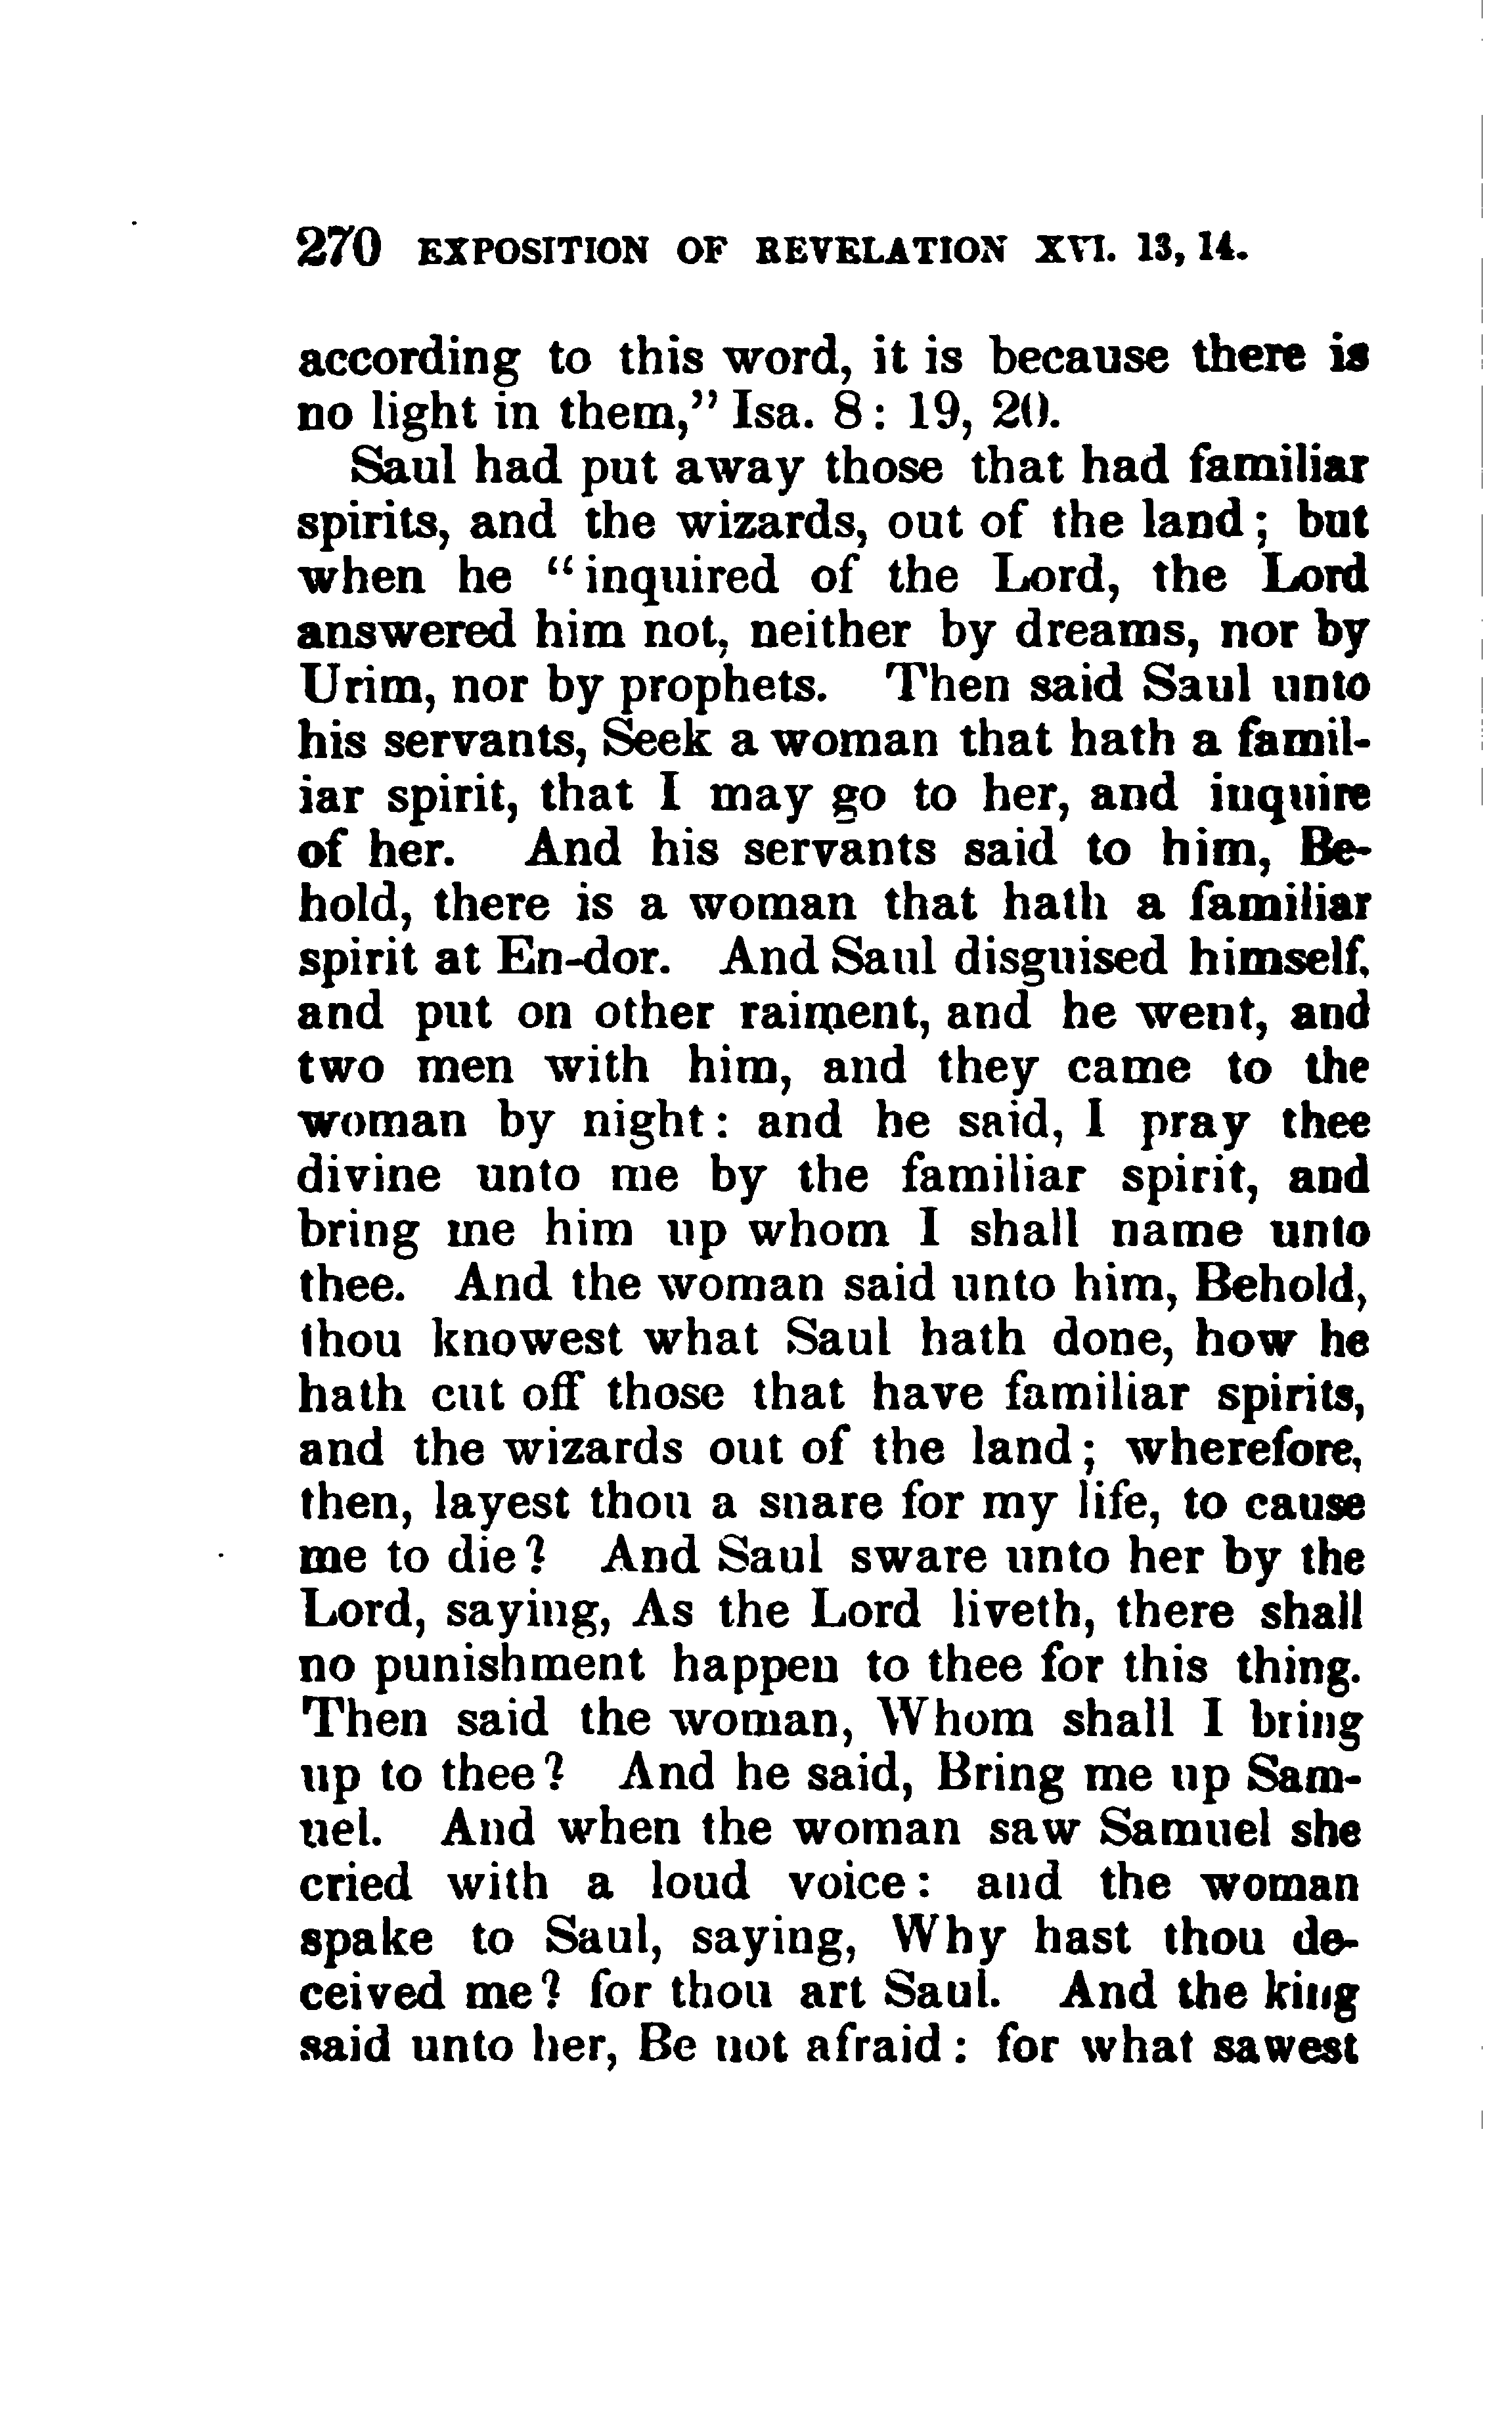 270 EXPOSITION OF REVELATION XVI. 13, 14.
according to this word, it is because there is
no light in them,” Isa. 8 : 19, 20.
Saul had put away those that had familiar
spirits, and the wizards, out of the land ; but
when he “inquired of the Lord, the Lord
answered him not, neither by dreams, nor by
Urim, nor by prophets. Then said Saul unto
his servants, Seek a woman that hath a famil-
iar spirit, that I may go to her, and inquire
of her. And his servants said to him, Be-
hold, there is a woman that hath a familiar
spirit at En-dor. And Saul disguised himself,
and put on other raiment, and he went, and
two men with him, and they came to the
woman by night : and he said, I pray thee
divine unto me by the familiar spirit, and
bring me him up whom I shall name unto
thee. And the woman said unto him, Behold,
thou knowest what Saul hath done, how he
hath cut off those that have familiar spirits,
and the wizards out of the land ; wherefore,
then, layest thou a snare for my life, to cause
me to die ? And Saul sware unto her by the
Lord, saying, As the Lord liveth, there shall
no punishment happen to thee for this thing.
Then said the woman, Whom shall I bring
up to thee ? And he said, Bring me up Sam-
uel. And when the woman saw Samuel she
cried with a loud voice : and the woman
spake to Saul, saying, Why hast thou de-
ceived me ? for thou art Saul. And the king
said unto her, Be not afraid : for what sawest